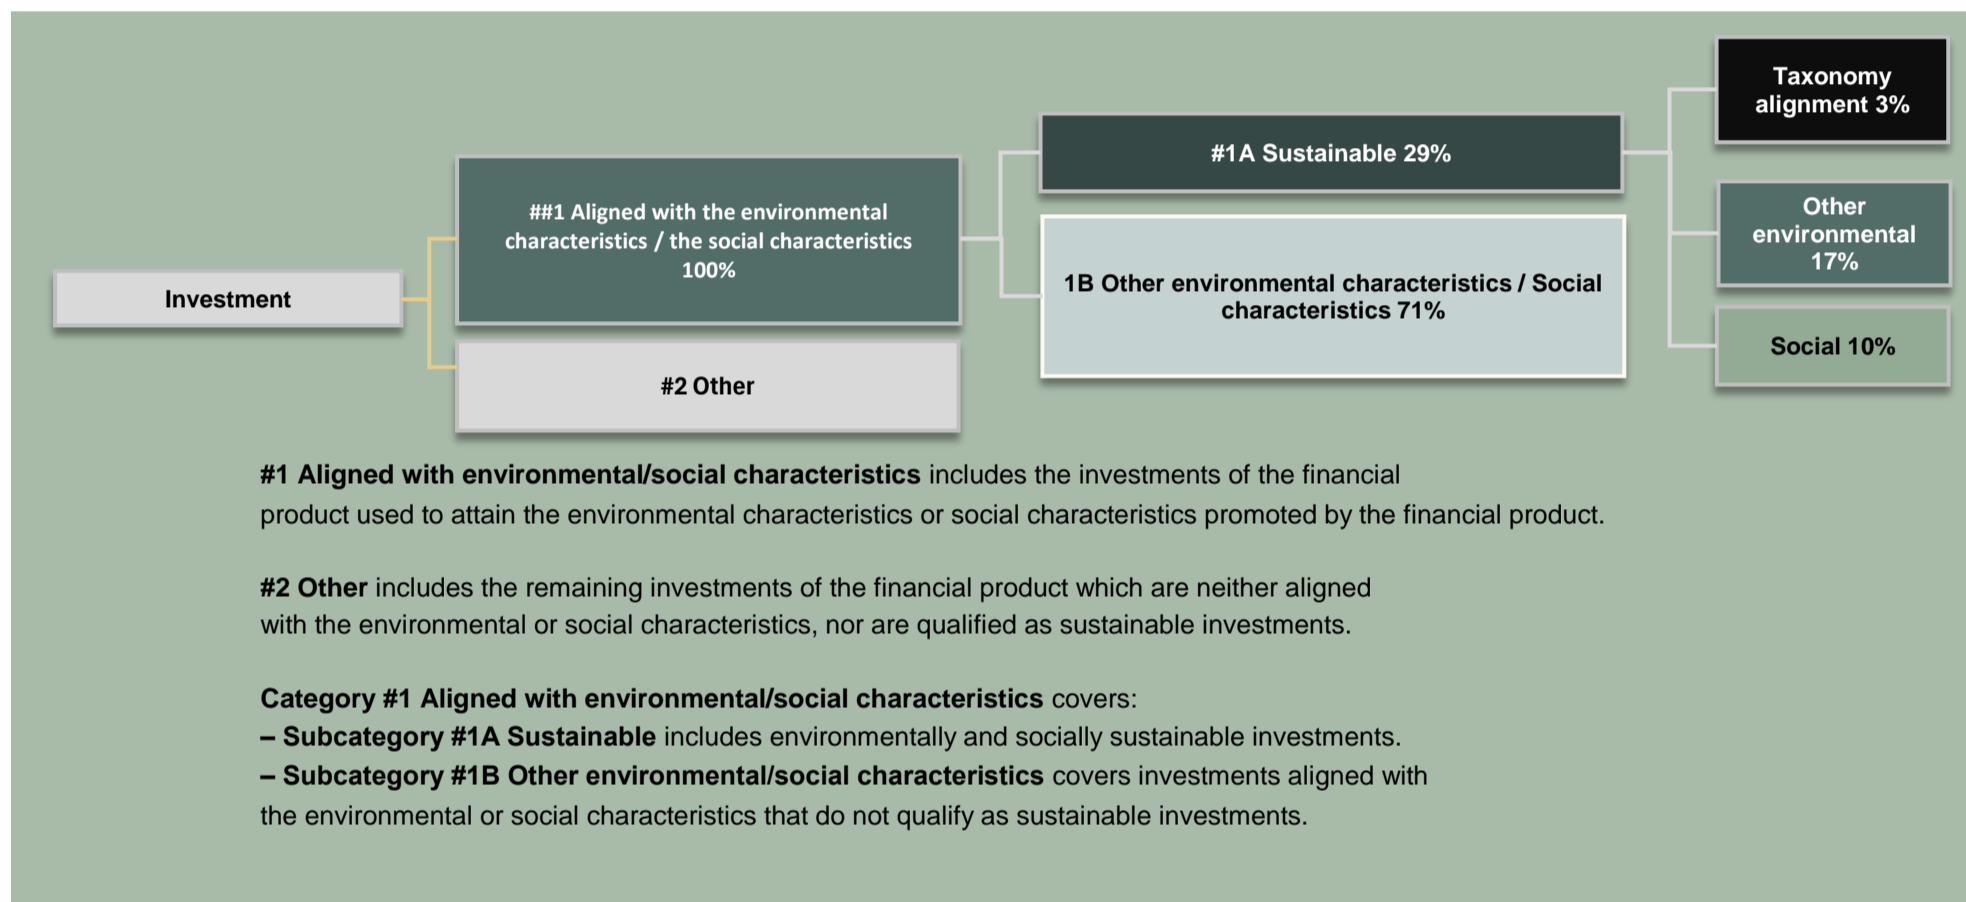 Investment
##1 Aligned with the environmental
characteristics / the social characteristics
100%
#2 Other
#1A Sustainable 29%
1B Other environmental characteristics / Social
characteristics 71%
Taxonomy
alignment 3%
Other
environmental
17%
Social 10%
#1 Aligned with environmental/social characteristics includes the investments of the financial
product used to attain the environmental characteristics or social characteristics promoted by the financial product.
#2 Other includes the remaining investments of the financial product which are neither aligned
with the environmental or social characteristics, nor are qualified as sustainable investments.
Category #1 Aligned with environmental/social characteristics covers:
– Subcategory #1A Sustainable includes environmentally and socially sustainable investments.
– Subcategory #1B Other environmental/social characteristics covers investments aligned with
the environmental or social characteristics that do not qualify as sustainable investments.